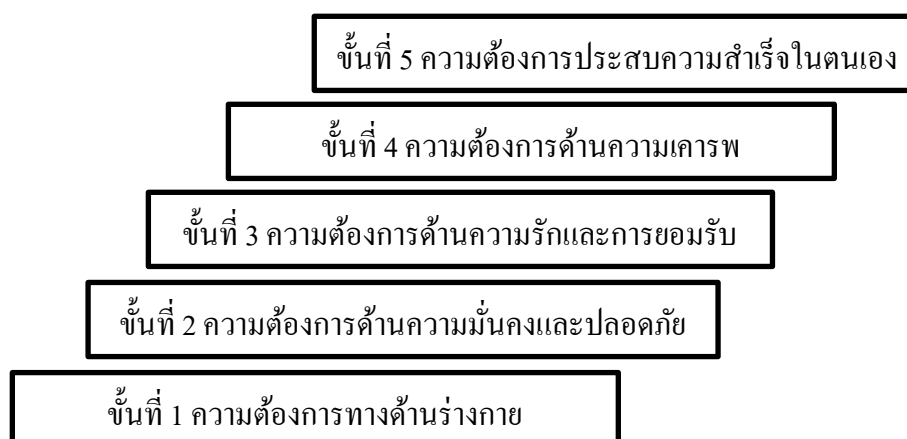 ขั้นที่ 5 ความต้องการประสบความสำเร็จในตนเอง
ขั้นที่ 4 ความต้องการด้านความเคารพ
ขั้นที่ 3 ความต้องการด้านความรักและการยอมรับ
ขั้นที่ 2 ความต้องการด้านความมั่นคงและปลอดภัย
ขั้นที่ 1 ความต้องการทางด้านร่างกาย